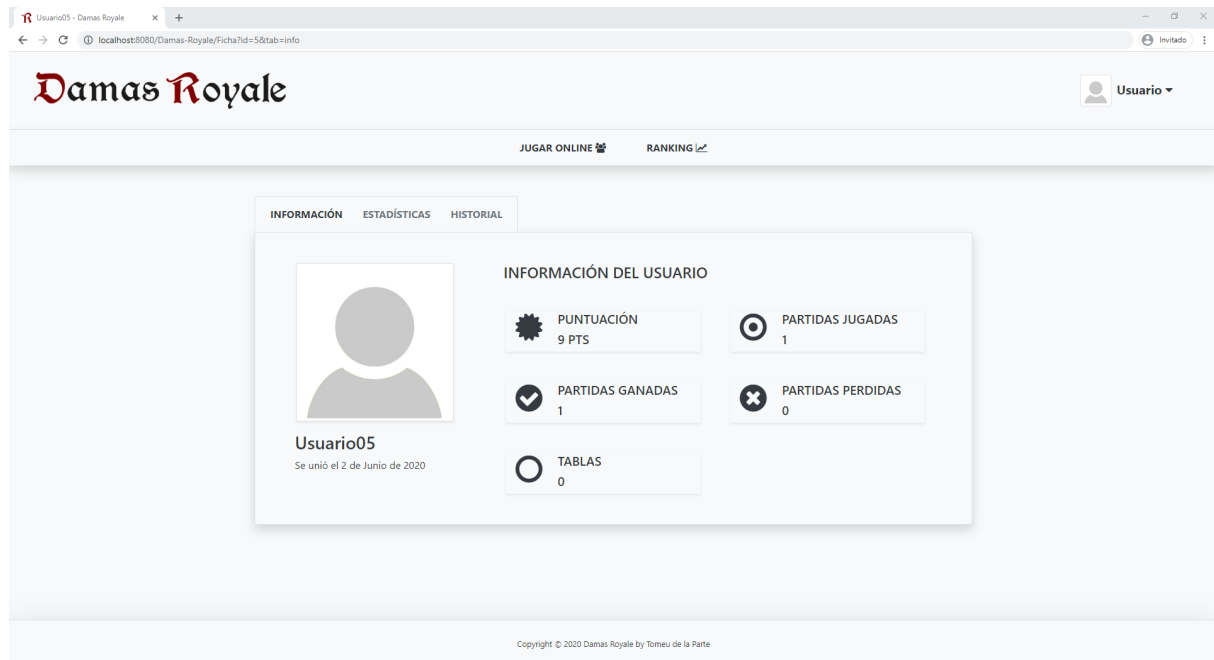 Usuario05 - Damas Royale
localhost:8080/Damas-Royale/Ficha?id=5&tab=info
Invitado
Damas Royale
Usuario
JUGAR ONLINE
RANKING
INFORMACIÓN
ESTADÍSTICAS
HISTORIAL
Usuario05
Se unió el 2 de Junio de 2020
INFORMACIÓN DEL USUARIO
PUNTUACIÓN
9 PTS
PARTIDAS JUGADAS
1
PARTIDAS GANADAS
1
PARTIDAS PERDIDAS
0
TABLAS
0
Copyright © 2020 Damas Royale by Tomeu de la Parte